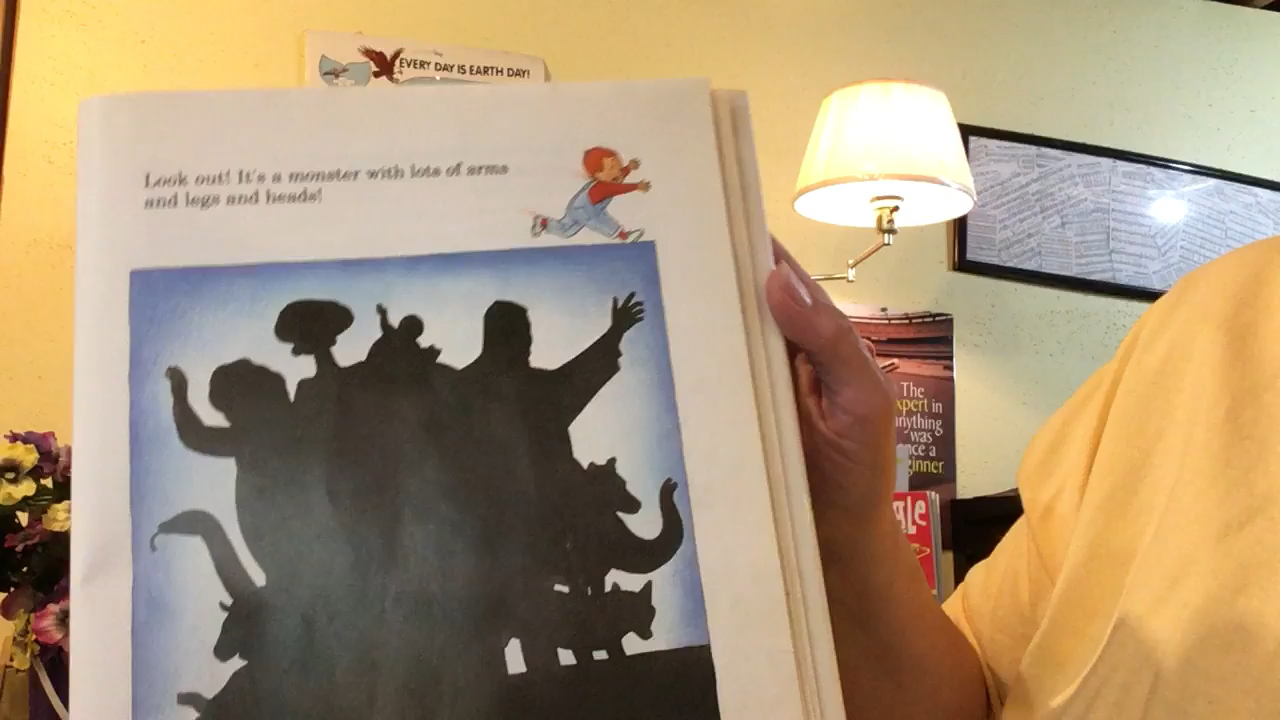 EVERY DAY IS EARTH DAY!
Look out! It's a monster with lots of arms
and legs and heads!
The
xpert in
nything
was
nce a
ginner
gle